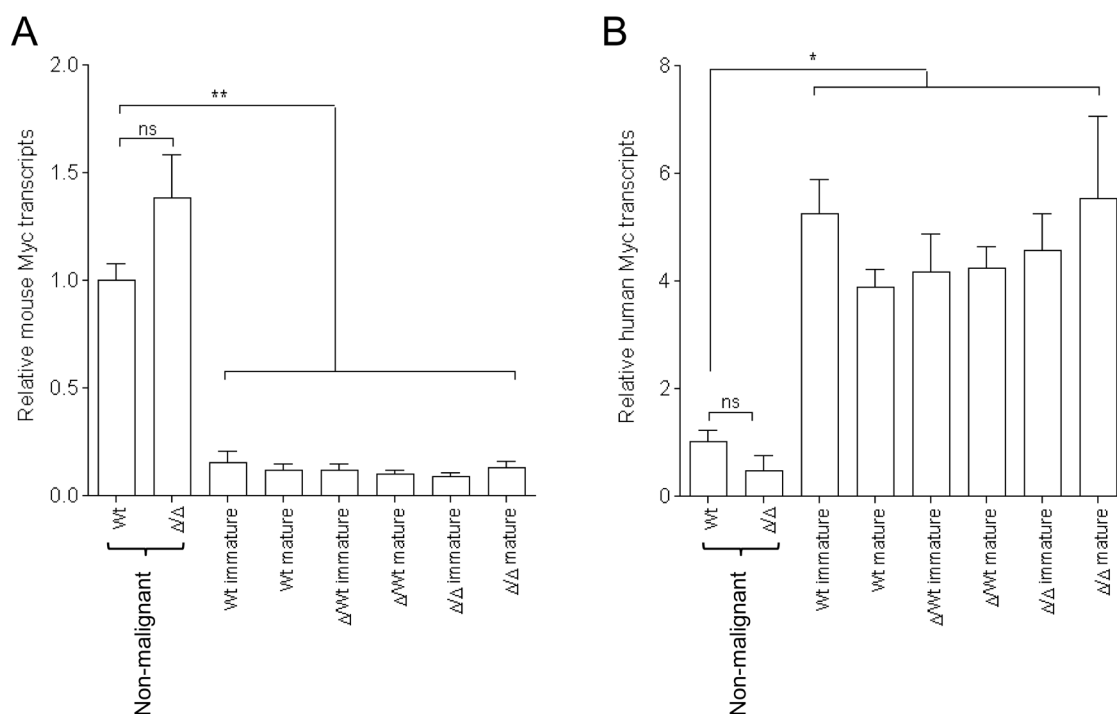 A
Relative mouse Myc transcripts
2.0
1.5
1.0
0.5
0.0
**
ns
Wt
Δ/Δ
Wt immature
Wt mature
Δ/Wt immature
Δ/Wt mature
Δ/Δ immature
Δ/Δ mature
Non-malignant
B
Relative human Myc transcripts
8
6
4
2
0
*
ns
Wt
Δ/Δ
Wt immature
Wt mature
Δ/Wt immature
Δ/Wt mature
Δ/Δ immature
Δ/Δ mature
Non-malignant